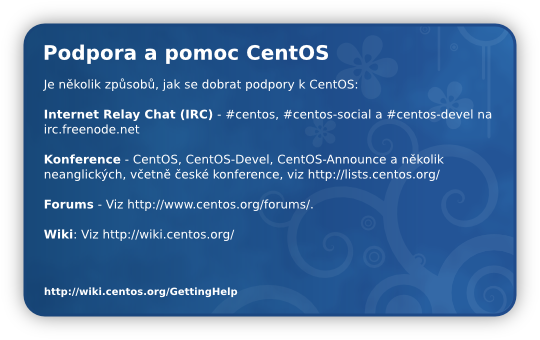 Podpora a pomoc CentOS
Je několik způsobů, jak se dobrat podpory k CentOS:
Internet Relay Chat (IRC) - #centos, #centos-social a #centos-devel na
irc.freenode.net
Konference - CentOS, CentOS-Devel, CentOS-Announce a několik
neanglických, včetně české konference, viz http://lists.centos.org/
Forums - Viz http://www.centos.org/forums/.
Wiki: Viz http://wiki.centos.org/
http://wiki.centos.org/GettingHelp